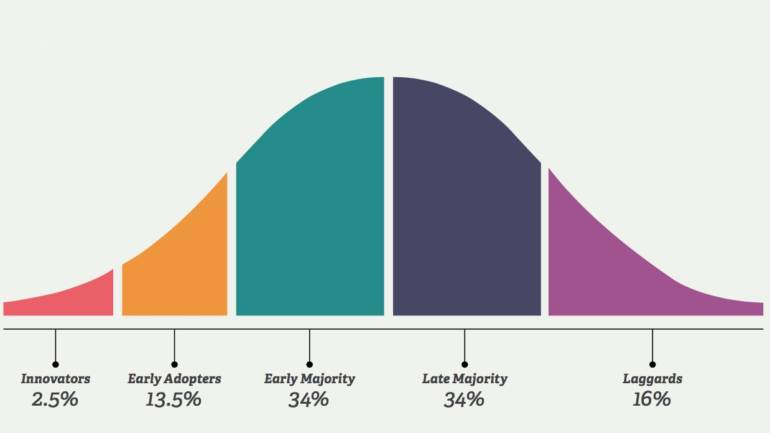 Innovators
2.5%
Early Adopters
13.5%
Early Majority
34%
Late Majority
34%
Laggards
16%